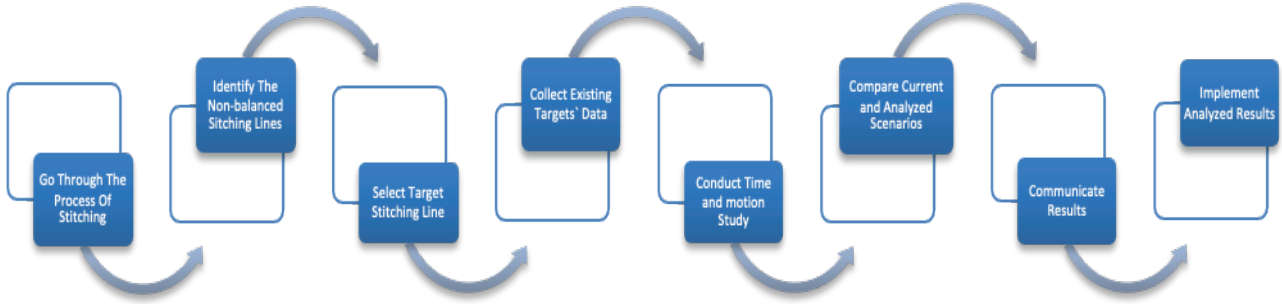 Go Through The
Process Of
Stitching
Identify The
Non-balanced
Sitching Lines
Select Target
Stitching Line
Collect Existing
Targets` Data
Conduct Time
and motion
Study
Compare Current
and Analyzed
Scenarios
Communicate
Results
Implement
Analyzed Results